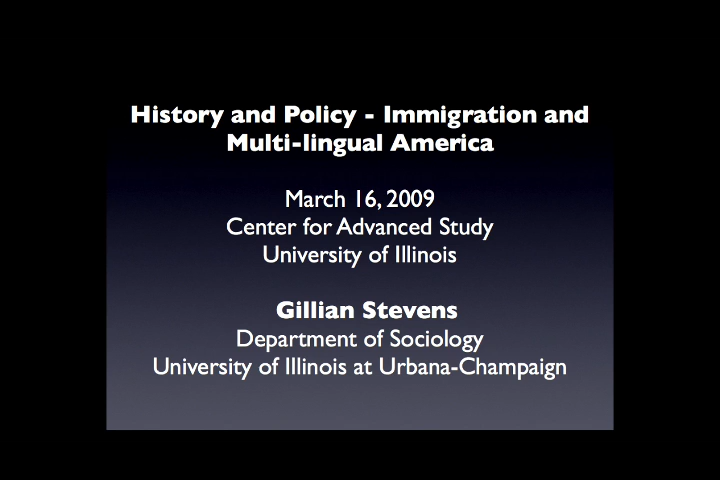 History and Policy - Immigration and
Multi-lingual America
March 16, 2009
Center for Advanced Study
University of Illinois
Gillian Stevens
Department of Sociology
University of Illinois at Urbana-Champaign